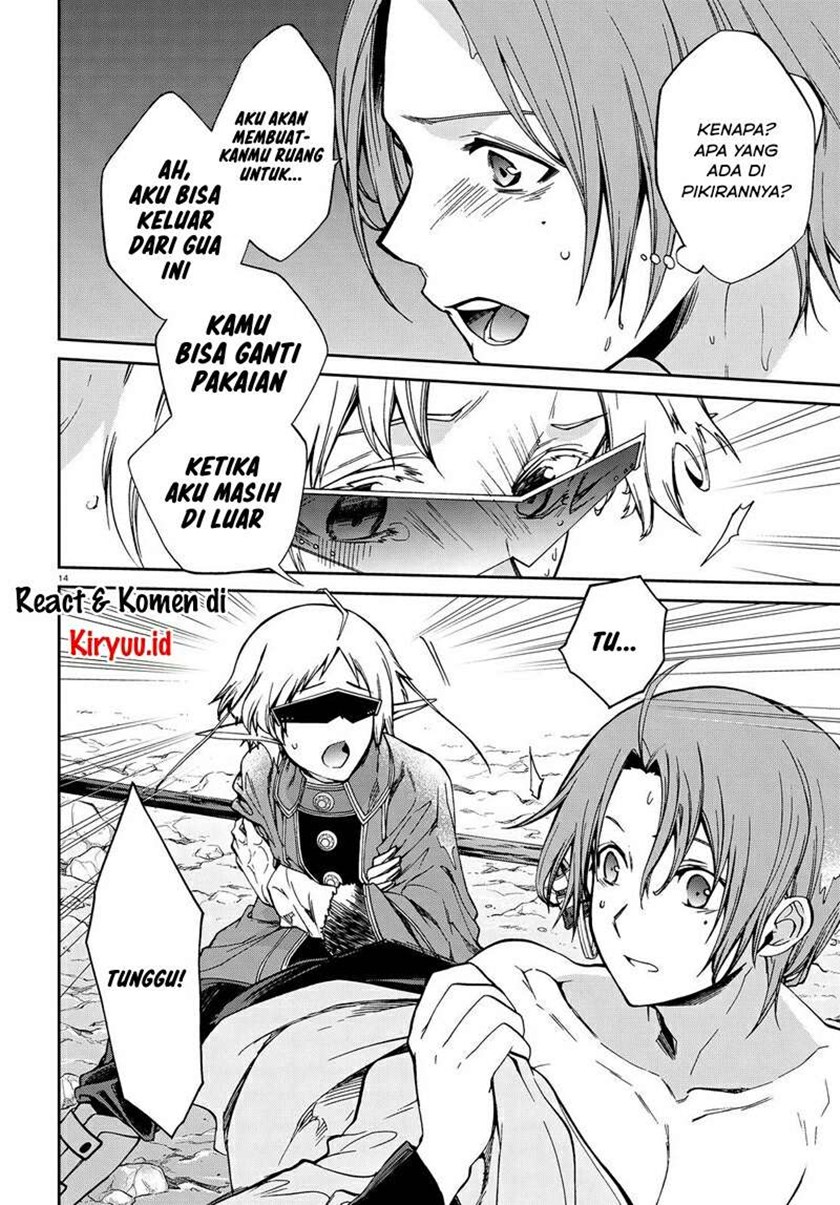 KENAPA?
APA YANG
ADA DI
PIKIRANNYA?
AKU AKAN
MEMBUAT-
KANMU RUANG
UNTUK...
AH,
AKU BISA
KELUAR
DARI GUA
INI
KAMU
BISA GANTI
PAKAIAN
KETIKA
AKU MASIH
DI LUAR
14
React & Komen di
Kiryuu.id
TU...
TUNGGU!